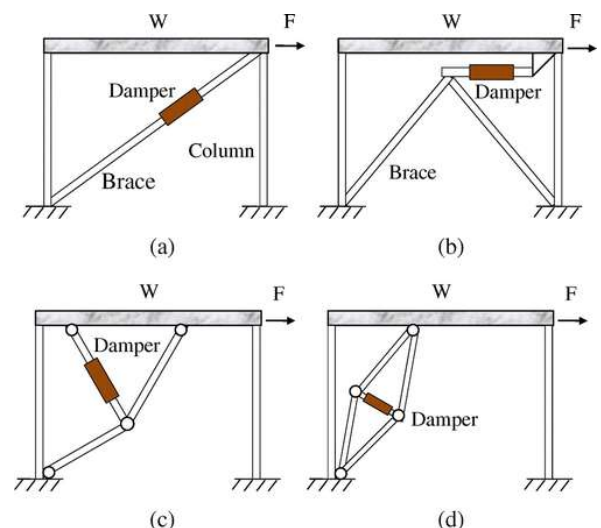 W
F
Damper
Column
Brace
(a)
W
F
Damper
Brace
(b)
W
F
Damper
(c)
W
F
Damper
(d)